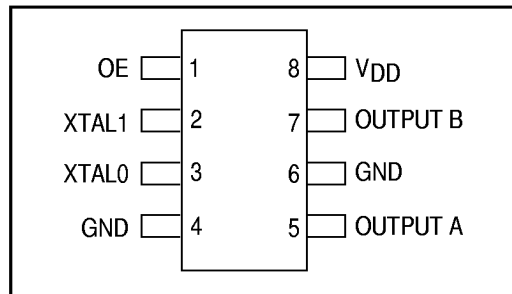 OE 1 8 VDD
XTAL1 2 7 OUTPUT B
XTAL0 3 6 GND
GND 4 5 OUTPUT A